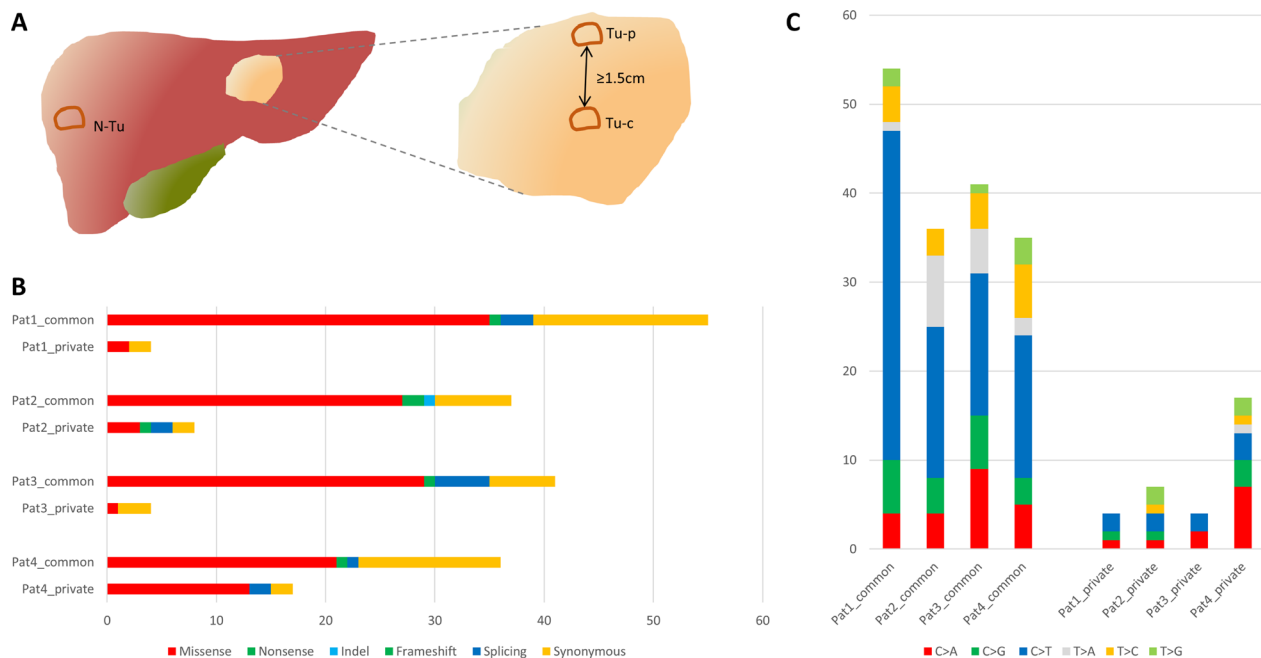 A
N-Tu
Tu-p
≥1.5cm
Tu-c
B
Pat1_common
Pat1_private
Pat2_common
Pat2_private
Pat3_common
Pat3_private
Pat4_common
Pat4_private
0 10 20 30 40 50 60
Missense Nonsense Indel Frameshift Splicing Synonymous
C
60
50
40
30
20
10
0
Pat1_common
Pat2_common
Pat3_common
Pat4_common
Pat1_private
Pat2_private
Pat3_private
Pat4_private
C>A C>G C>T T>A T>C T>G